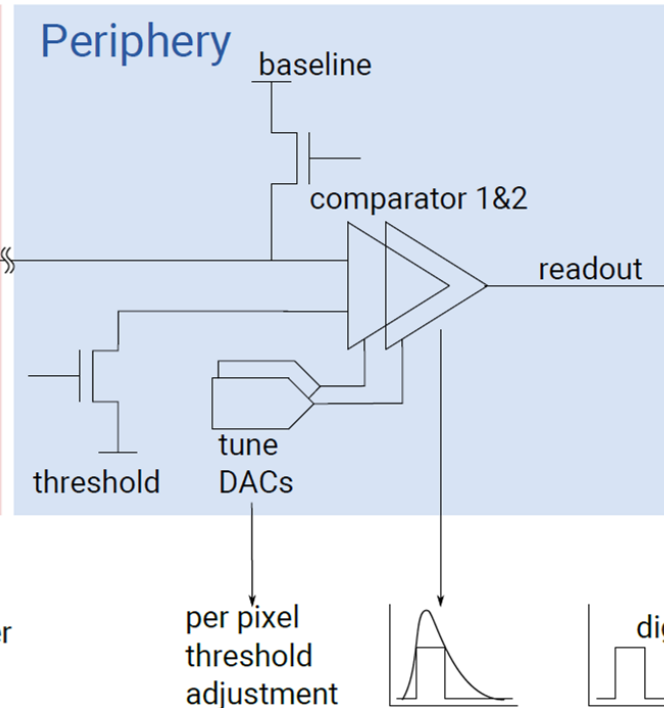 Periphery
baseline
comparator 1&2
readout
threshold
tune
DACs
per pixel
threshold
adjustment